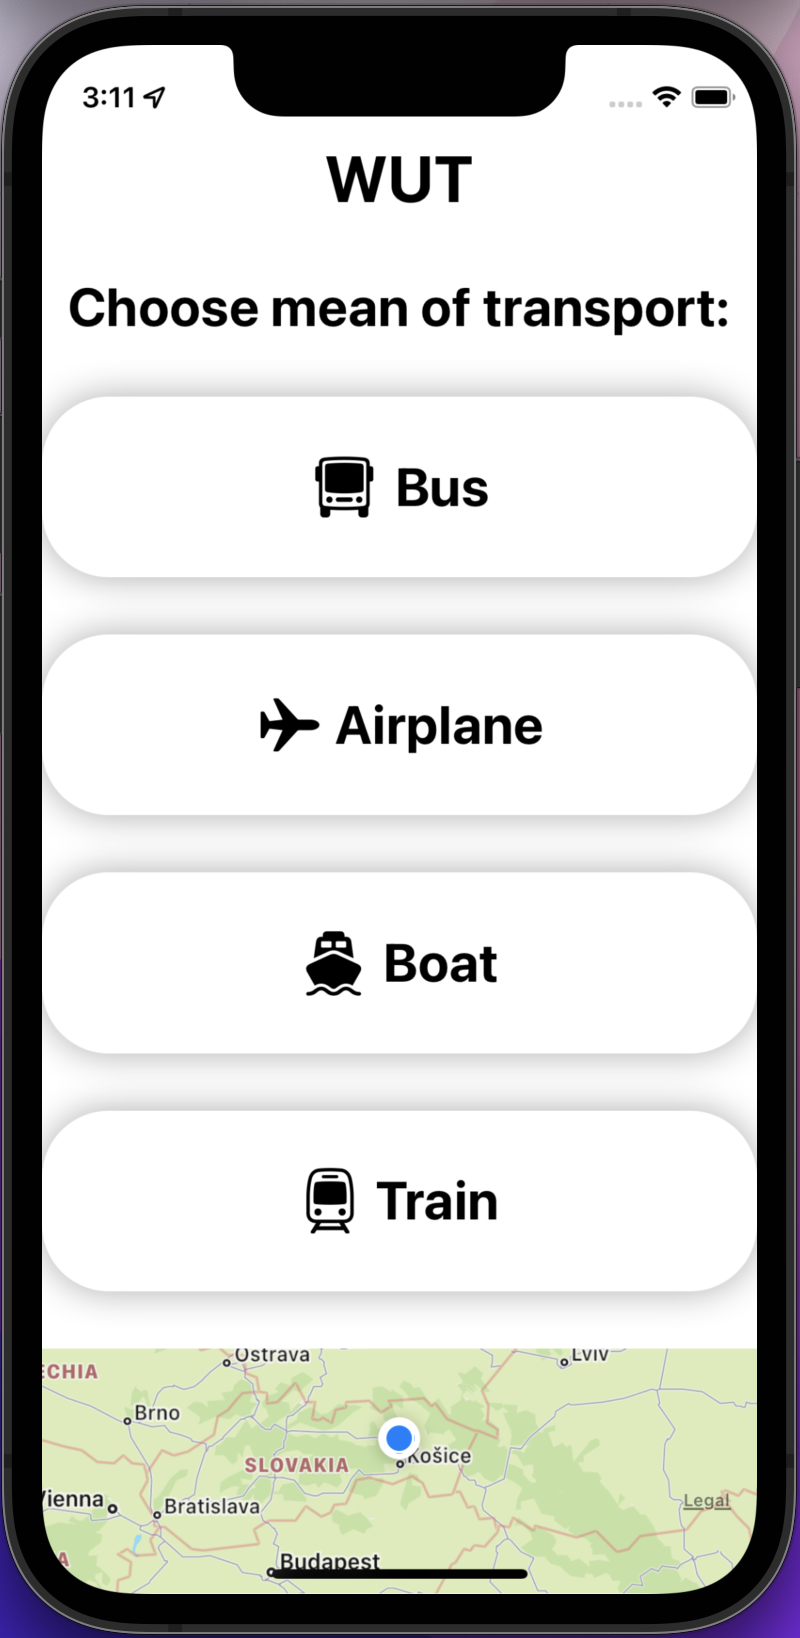 3:11
WUT
Choose mean of transport:
Bus
Airplane
Boat
Train
Ostrava
Lviv
ECHIA
Brno
SLOVAKIA
Košice
Vienna
Bratislava
Legal
A
Budapest